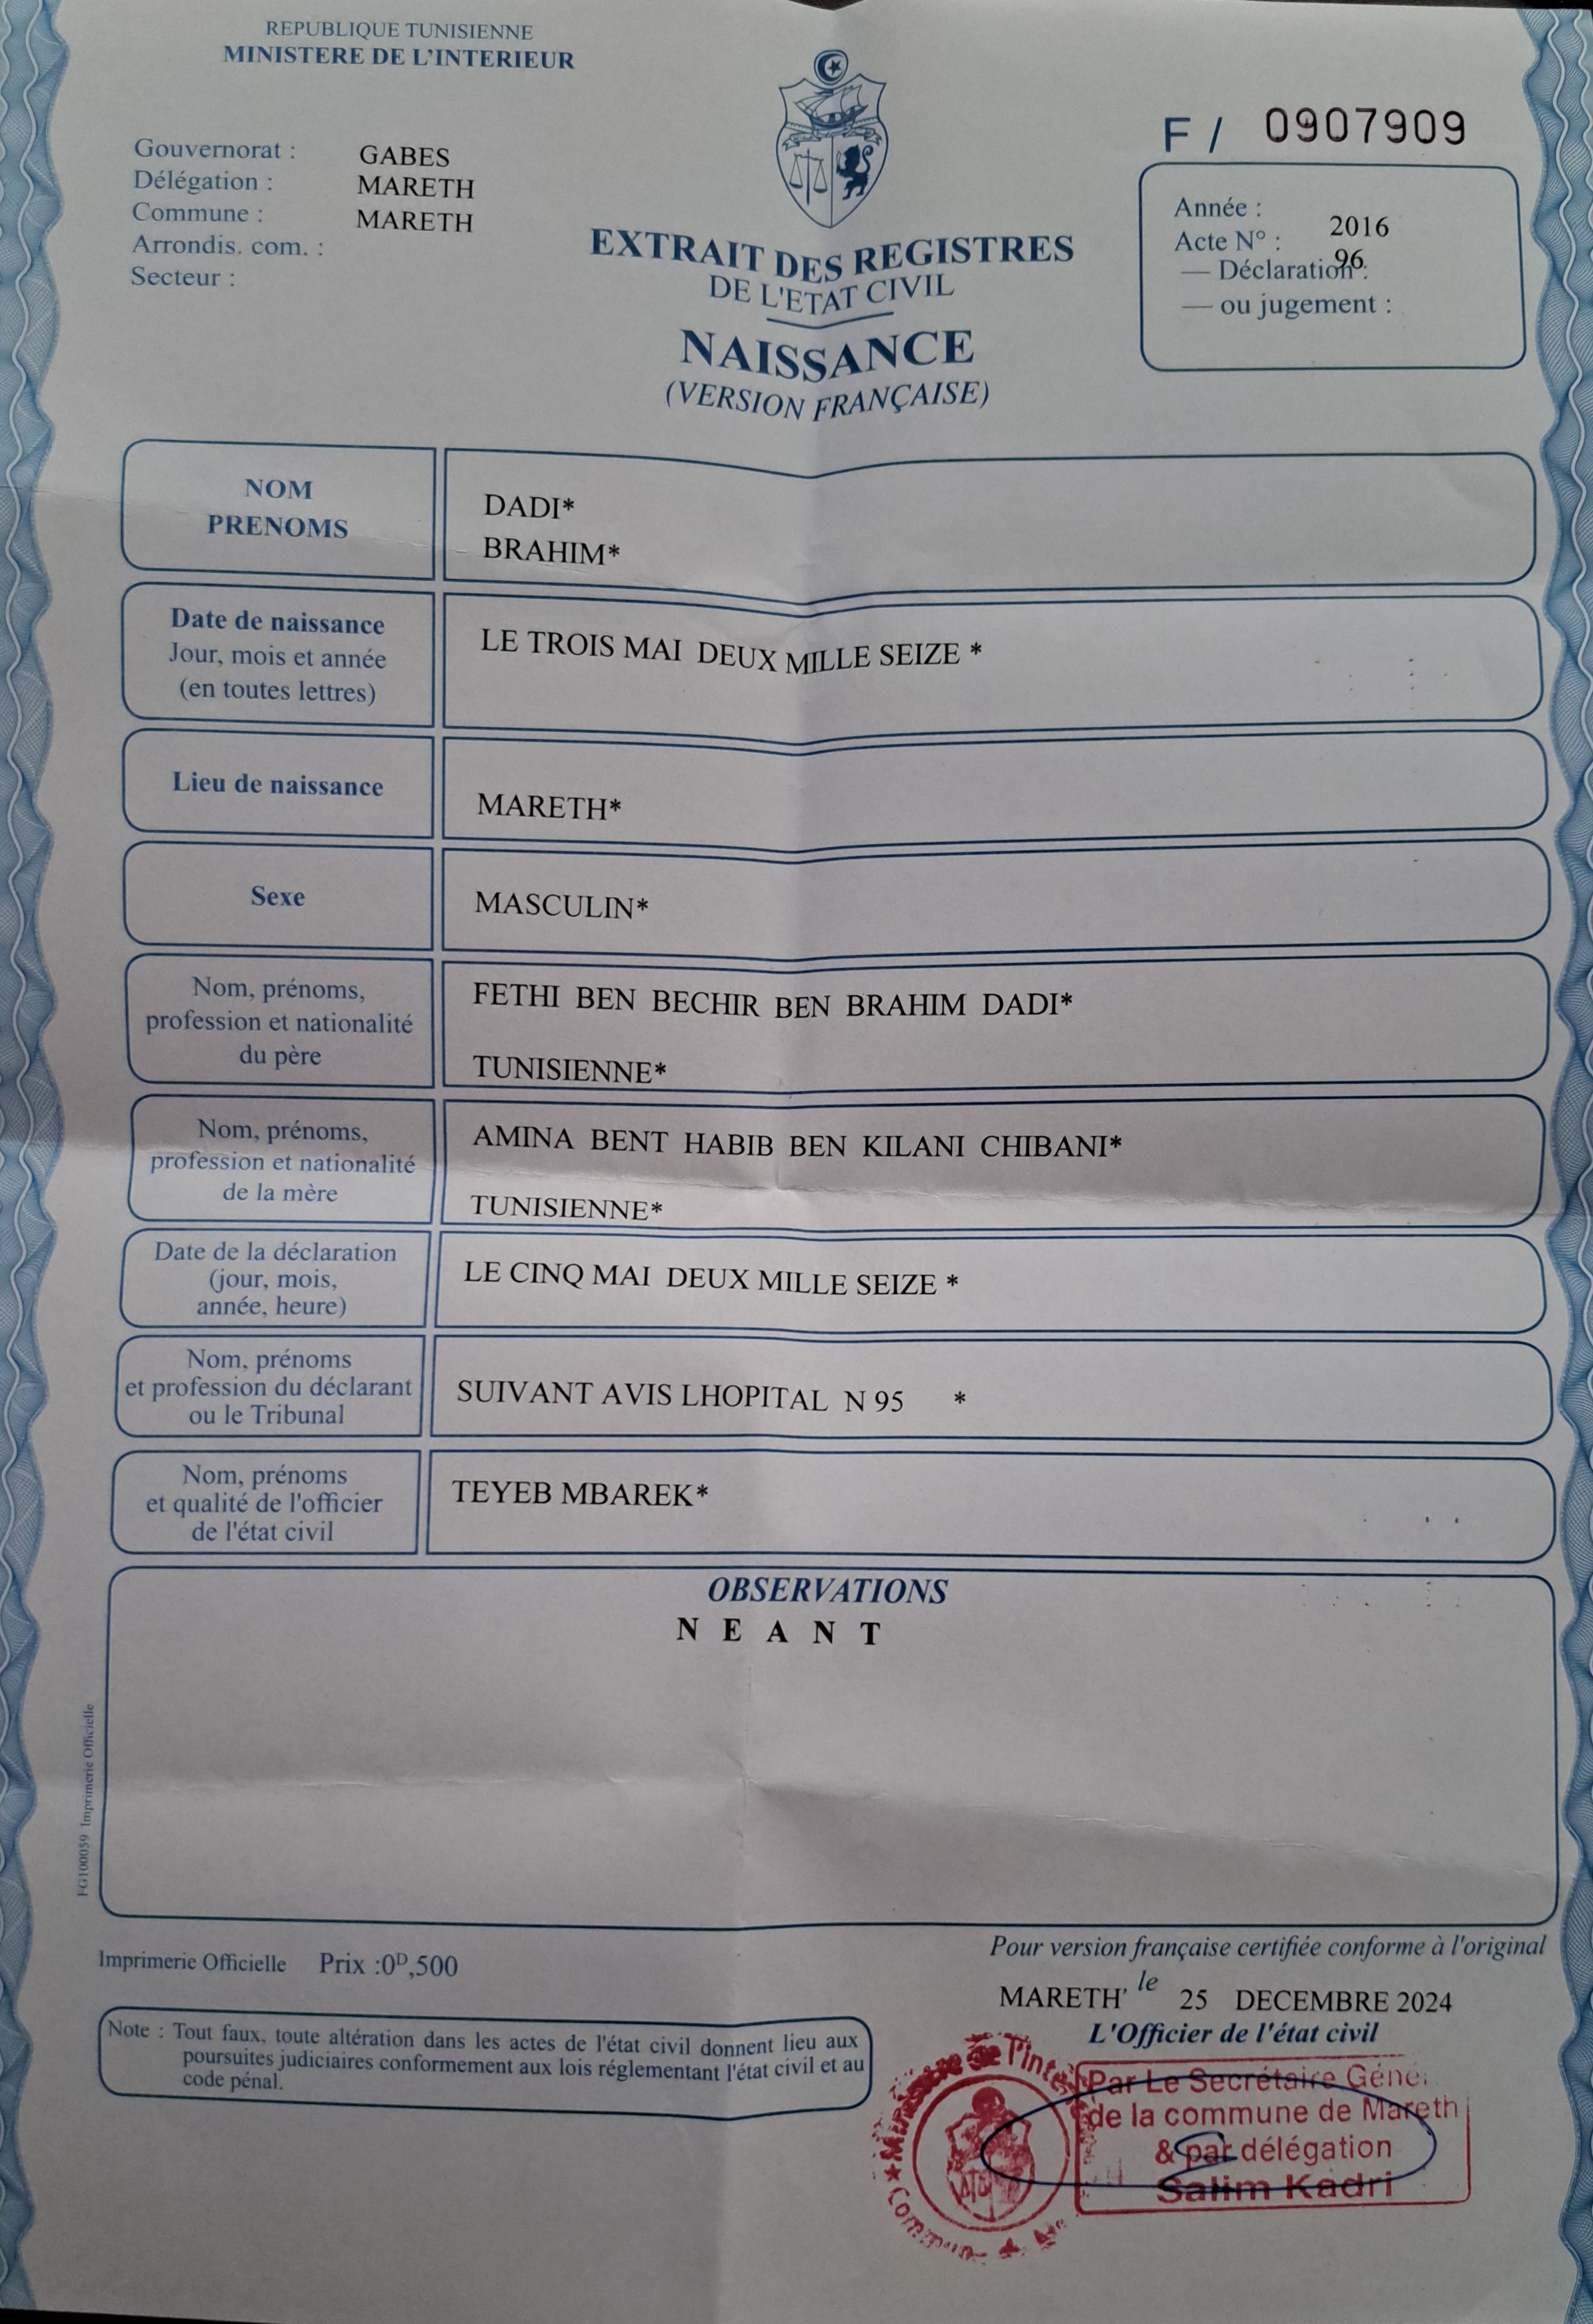 REPUBLIQUE TUNISIENNE
MINISTERE DE L'INTERIEUR
Gouvernorat : GABES
Délégation : MARETH
Commune : MARETH
Arrondis. com. :
Secteur :
F / 0907909
Année : 2016
Acte N° :
— Déclaration : 96
— ou jugement :
EXTRAIT DES REGISTRES
DE L'ETAT CIVIL
NAISSANCE
(VERSION FRANÇAISE)
NOM
PRENOMS
DADI*
BRAHIM*
Date de naissance
Jour, mois et année
(en toutes lettres)
LE TROIS MAI DEUX MILLE SEIZE *
Lieu de naissance
MARETH*
Sexe
MASCULIN*
Nom, prénoms,
profession et nationalité
du père
FETHI BEN BECHIR BEN BRAHIM DADI*
TUNISIENNE*
Nom, prénoms,
profession et nationalité
de la mère
AMINA BENT HABIB BEN KILANI CHIBANI*
TUNISIENNE*
Date de la déclaration
(jour, mois,
année, heure)
LE CINQ MAI DEUX MILLE SEIZE *
Nom, prénoms
et profession du déclarant
ou le Tribunal
SUIVANT AVIS LHOPITAL N 95 *
Nom, prénoms
et qualité de l'officier
de l'état civil
TEYEB MBAREK*
OBSERVATIONS
N E A N T
FG100059 Imprimerie Officielle
Imprimerie Officielle Prix :0D,500
Note : Tout faux, toute altération dans les actes de l'état civil donnent lieu aux
poursuites judiciaires conformement aux lois réglementant l'état civil et au
code pénal.
Pour version française certifiée conforme à l'original
MARETH' le 25 DECEMBRE 2024
L'Officier de l'état civil
Ministère de l'Inte
Commun
Par Le Secrétaire Géné
de la commune de Mareth
& par délégation
Salim Kadri